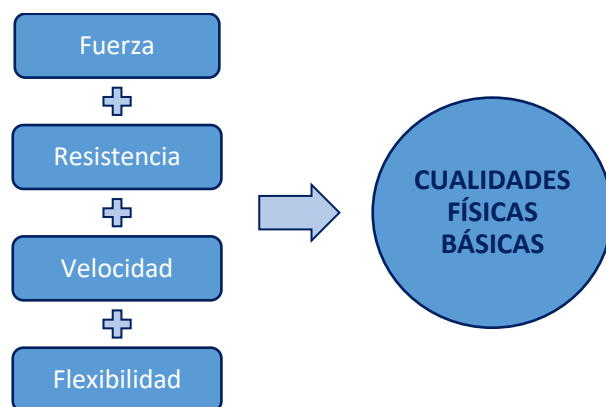 Fuerza
Resistencia
Velocidad
Flexibilidad
CUALIDADES
FÍSICAS
BÁSICAS